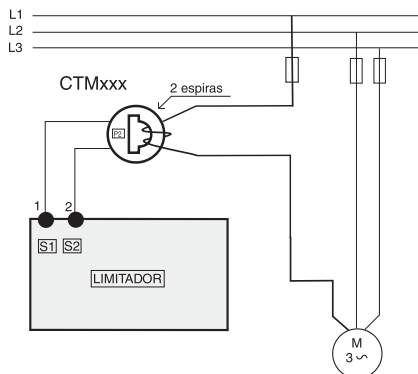 L1
L2
L3
CTMxxx
2 espiras
P2
1 2
S1 S2
LIMITADOR
M
3 ~